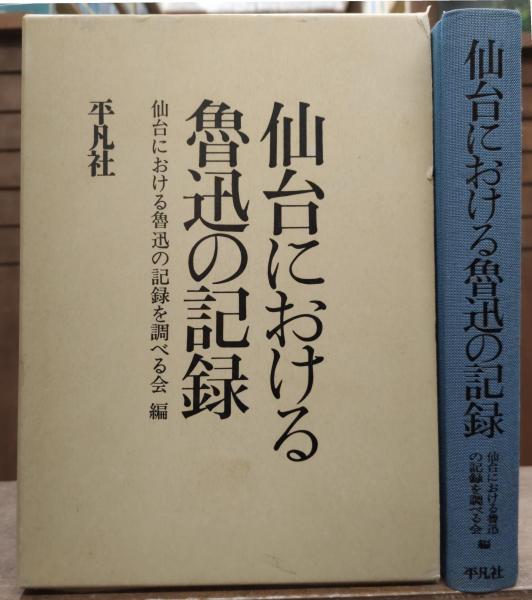 仙台における
魯迅の記録
仙台における魯迅の記録を調べる会 編
平凡社
仙台における魯迅の記録
仙台における魯迅
の記録を調べる会
編
平凡社